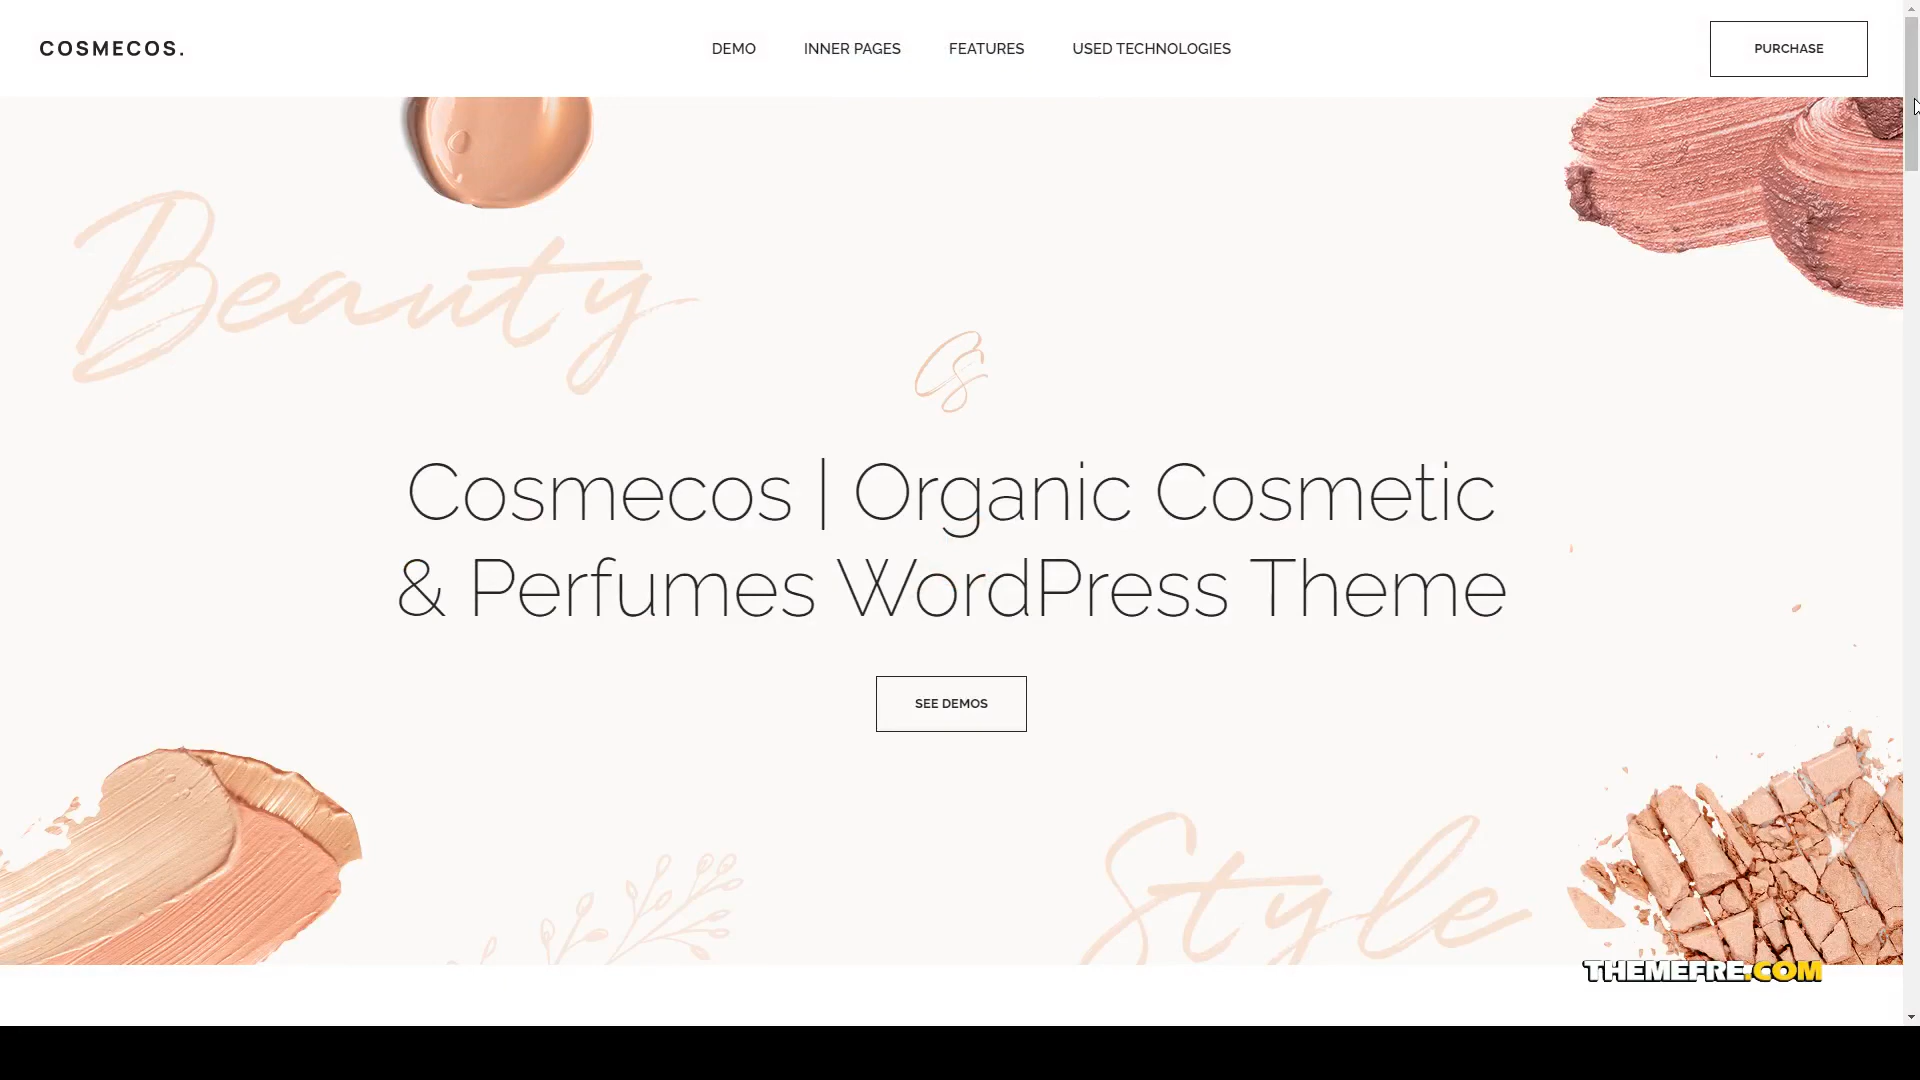 COSMECOS.
DEMO
INNER PAGES
FEATURES
USED TECHNOLOGIES
PURCHASE
Beauty
Cs
Cosmecos | Organic Cosmetic
& Perfumes WordPress Theme
SEE DEMOS
Style
THEMEFRE.COM